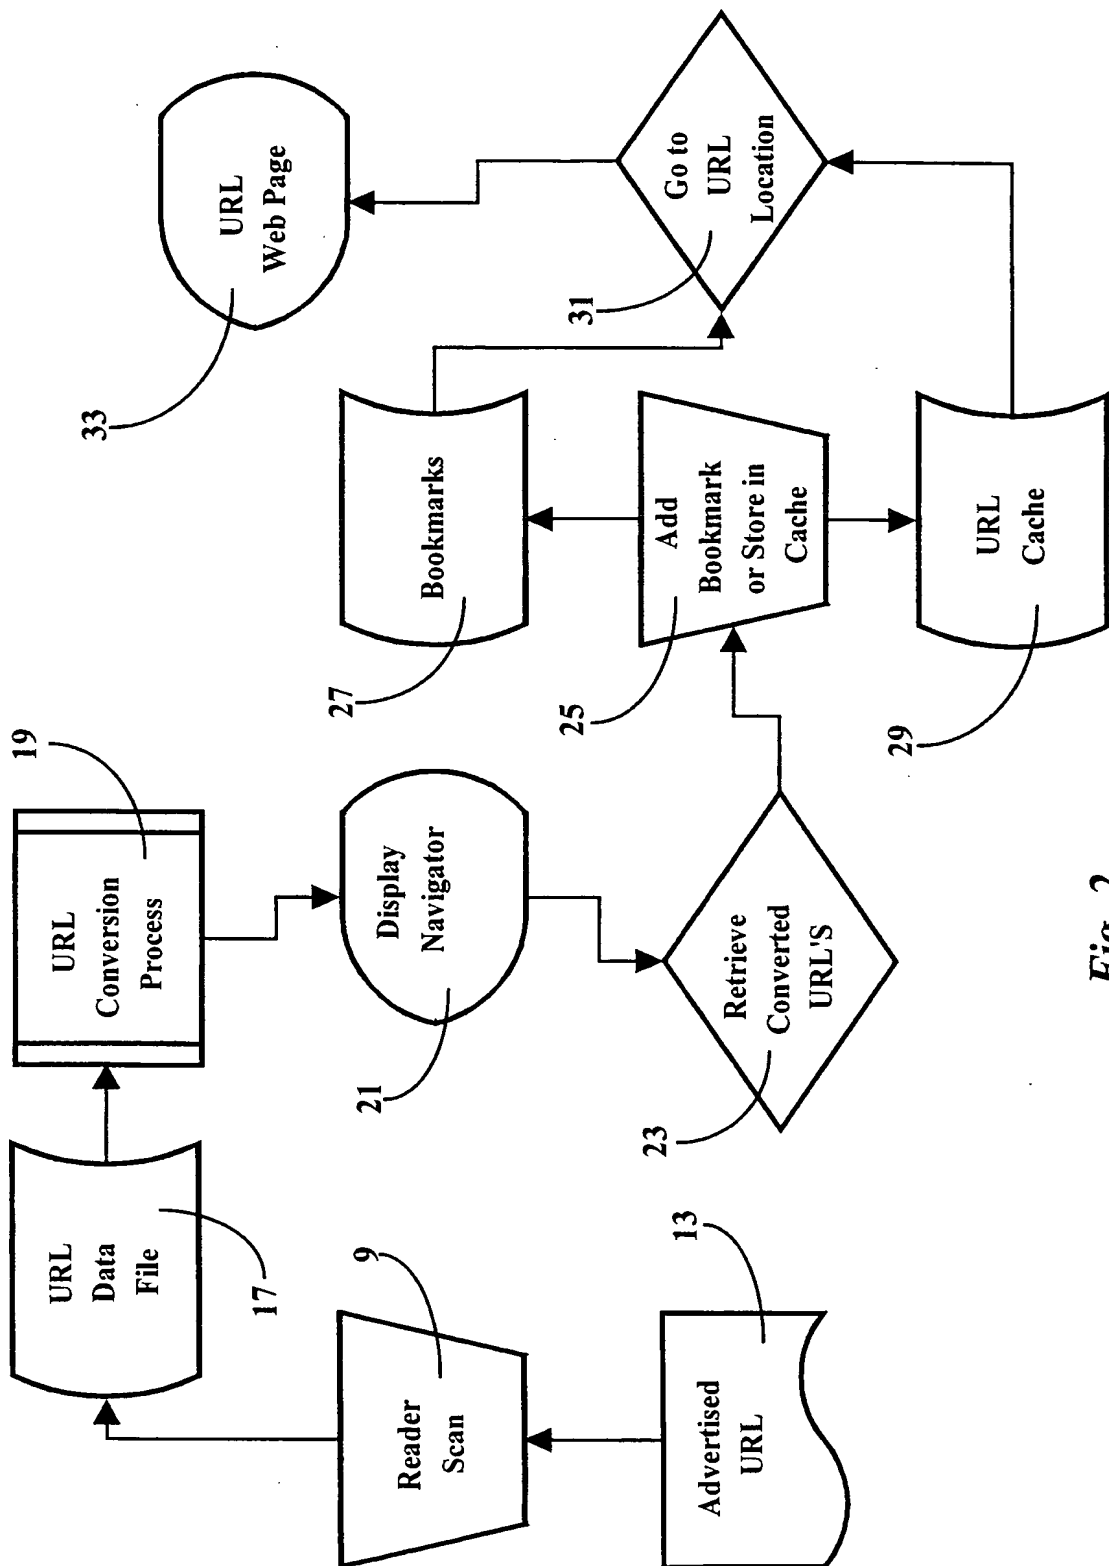 Advertised
URL
13
Reader
Scan
9
URL
Data
File
17
URL
Conversion
Process
19
Display
Navigator
21
Retrieve
Converted
URL'S
23
Add
Bookmark
or Store in
Cache
25
Bookmarks
27
URL
Cache
29
Go to
URL
Location
31
URL
Web Page
33
Fig. 2